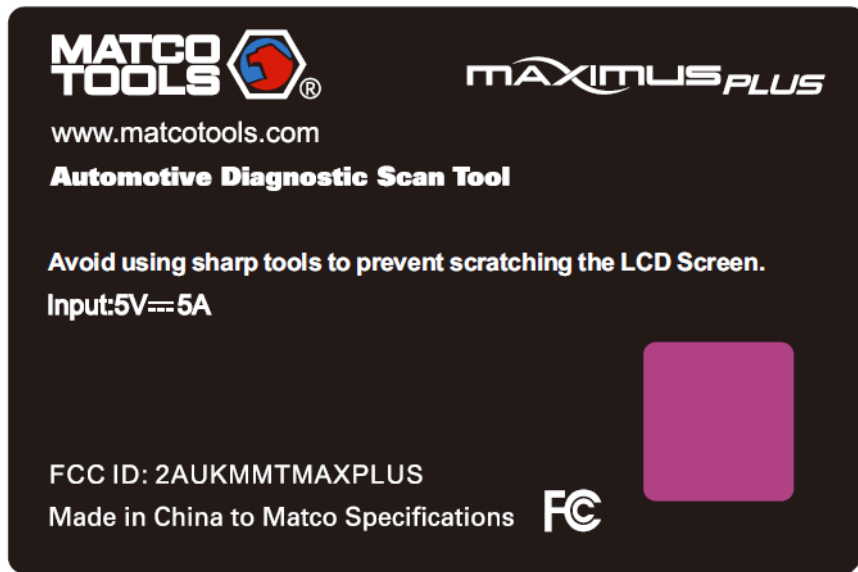 MATCO
TOOLS ®
MAXIMUS PLUS
www.matcotools.com
Automotive Diagnostic Scan Tool
Avoid using sharp tools to prevent scratching the LCD Screen.
Input:5V⎓5A
FCC ID: 2AUKMMTMAXPLUS
Made in China to Matco Specifications FC